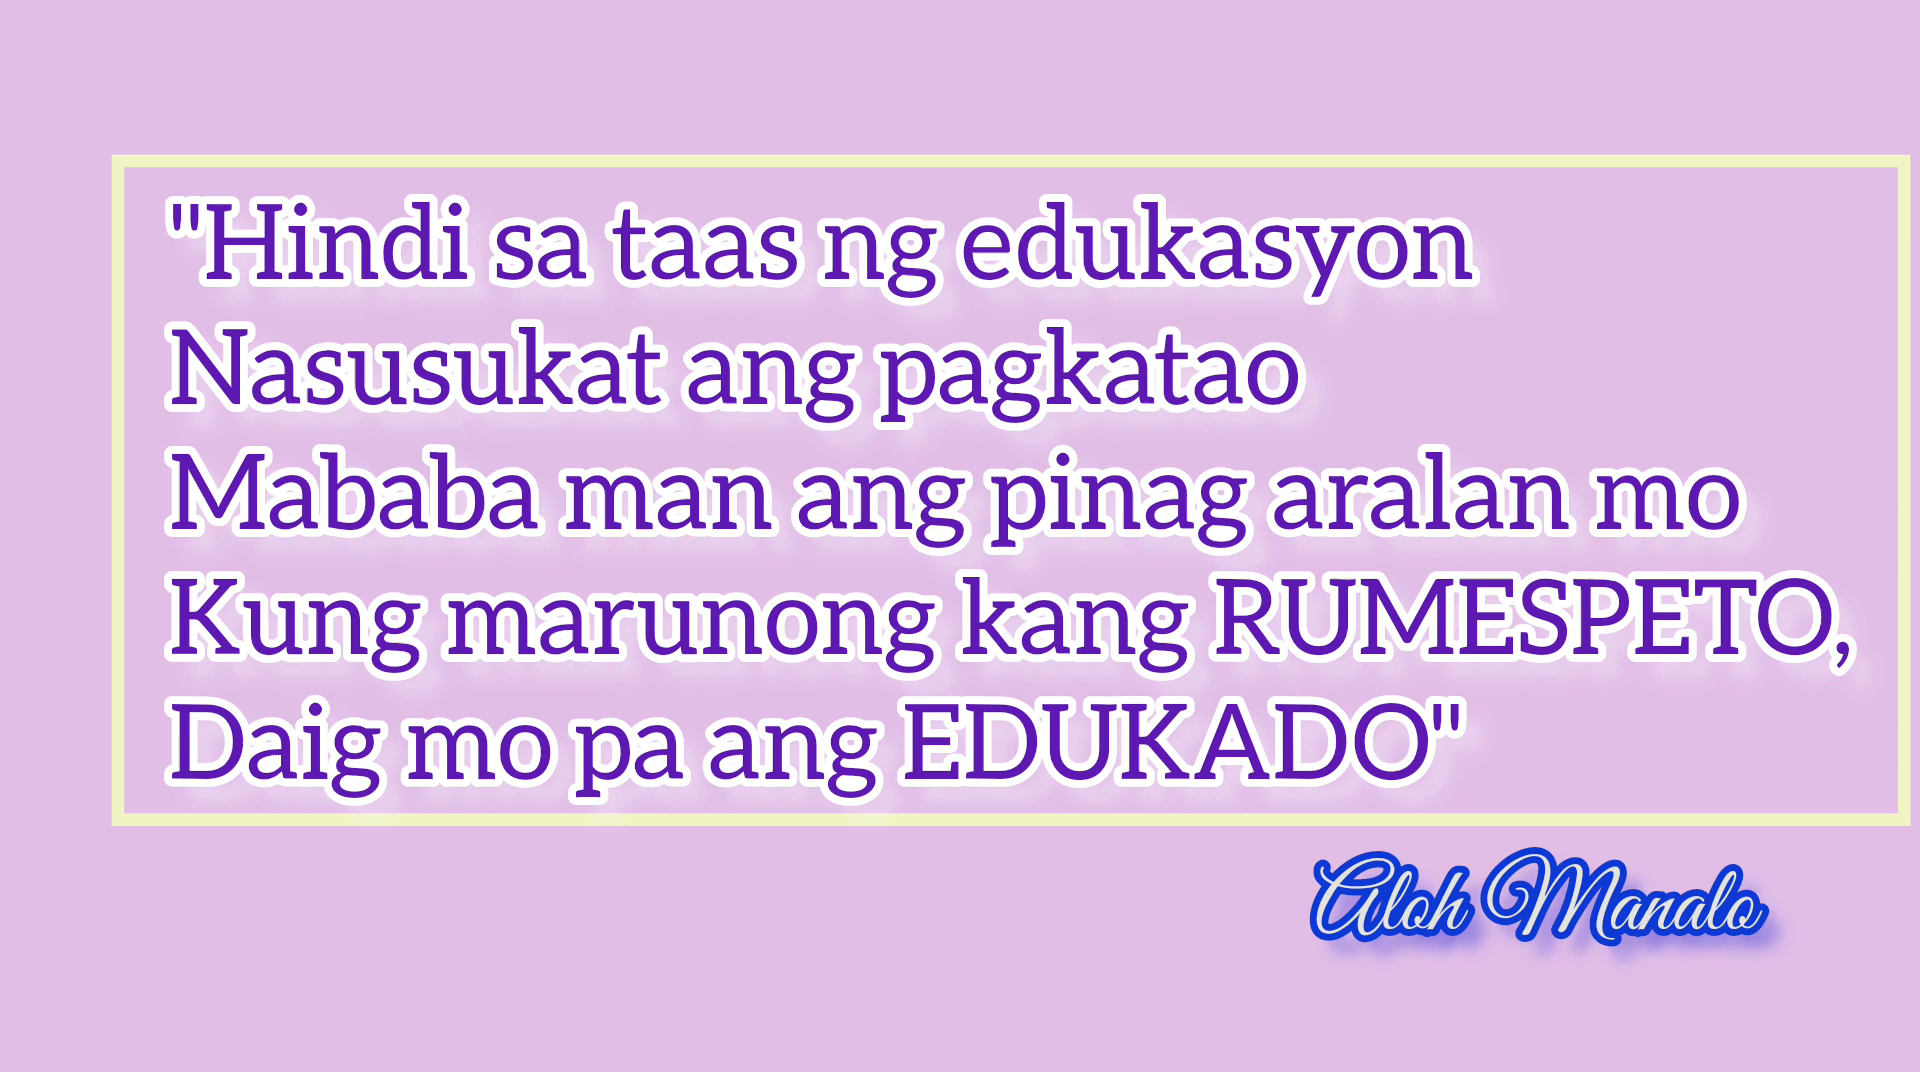 "Hindi sa taas ng edukasyon
Nasusukat ang pagkatao
Mababa man ang pinag aralan mo
Kung marunong kang RUMESPETO,
Daig mo pa ang EDUKADO"
Aloh Manalo